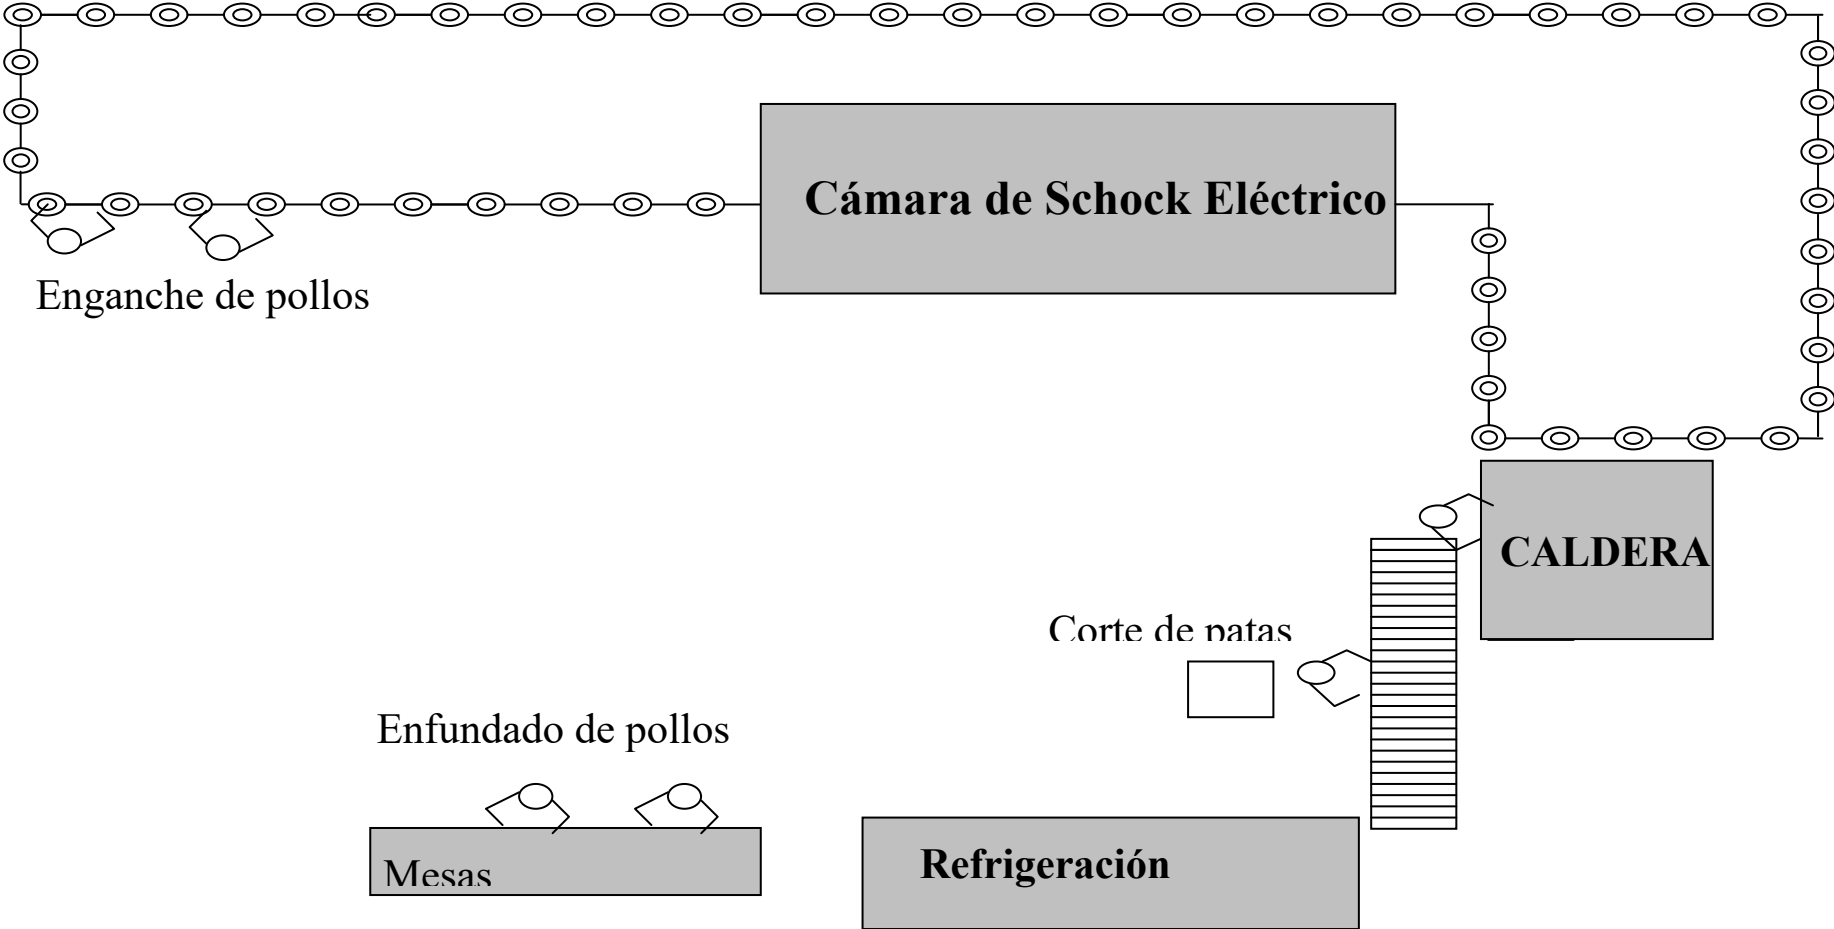 Cámara de Schock Eléctrico
Enganche de pollos
CALDERA
Corte de patas
Enfundado de pollos
Mesas
Refrigeración